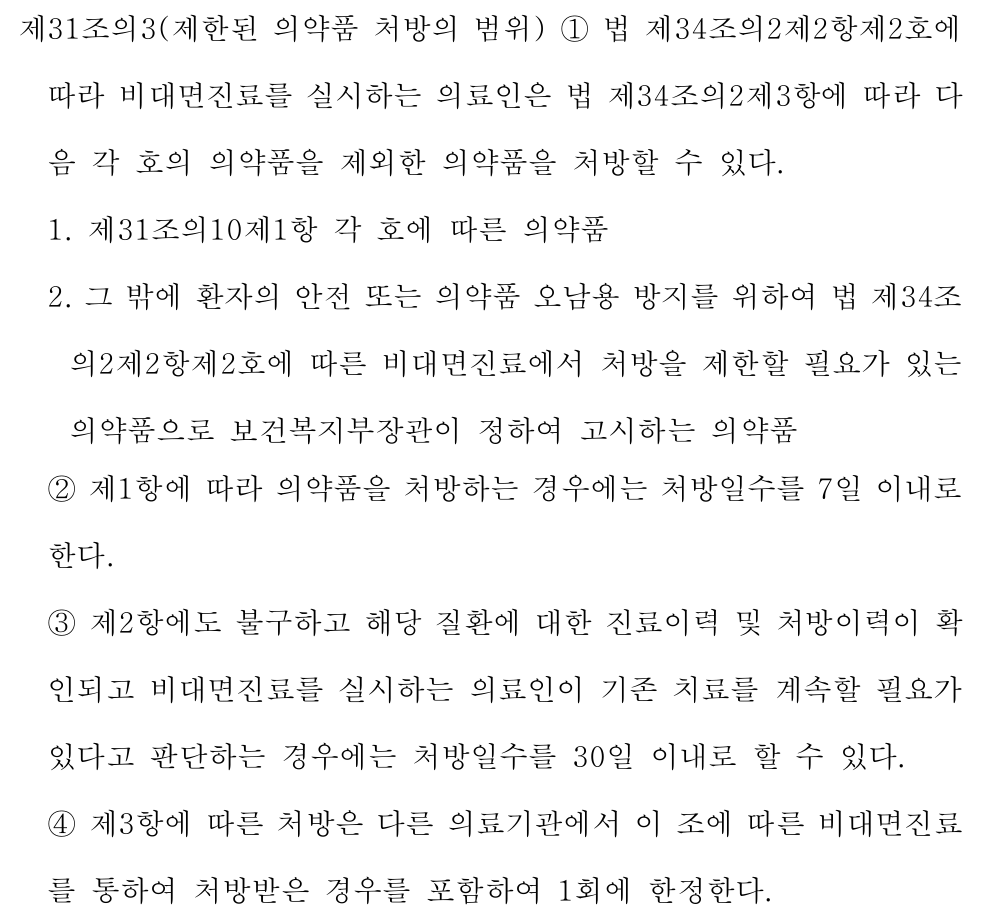 제31조의3(제한된 의약품 처방의 범위) ① 법 제34조의2제2항제2호에
따라 비대면진료를 실시하는 의료인은 법 제34조의2제3항에 따라 다
음 각 호의 의약품을 제외한 의약품을 처방할 수 있다.
1. 제31조의10제1항 각 호에 따른 의약품
2. 그 밖에 환자의 안전 또는 의약품 오남용 방지를 위하여 법 제34조
의2제2항제2호에 따른 비대면진료에서 처방을 제한할 필요가 있는
의약품으로 보건복지부장관이 정하여 고시하는 의약품
② 제1항에 따라 의약품을 처방하는 경우에는 처방일수를 7일 이내로
한다.
③ 제2항에도 불구하고 해당 질환에 대한 진료이력 및 처방이력이 확
인되고 비대면진료를 실시하는 의료인이 기존 치료를 계속할 필요가
있다고 판단하는 경우에는 처방일수를 30일 이내로 할 수 있다.
④ 제3항에 따른 처방은 다른 의료기관에서 이 조에 따른 비대면진료
를 통하여 처방받은 경우를 포함하여 1회에 한정한다.